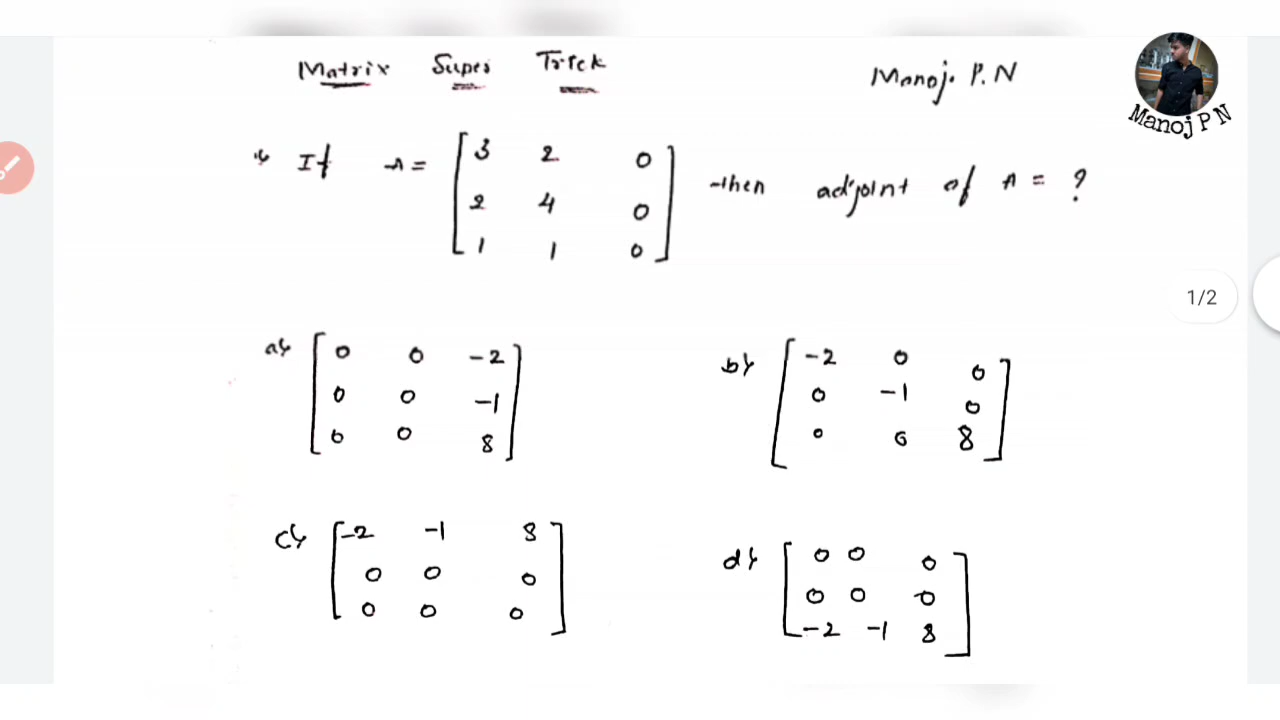 Matrix Super Trick Manoj. P. N
Manoj P N
If A = [3 2 0 then adjoint of A = ?
2 4 0
1 1 0]
1/2
a) [0 0 -2
0 0 -1
0 0 8]
b) [-2 0 0
0 -1 0
0 0 8]
c) [-2 -1 8
0 0 0
0 0 0]
d) [0 0 0
0 0 0
-2 -1 8]